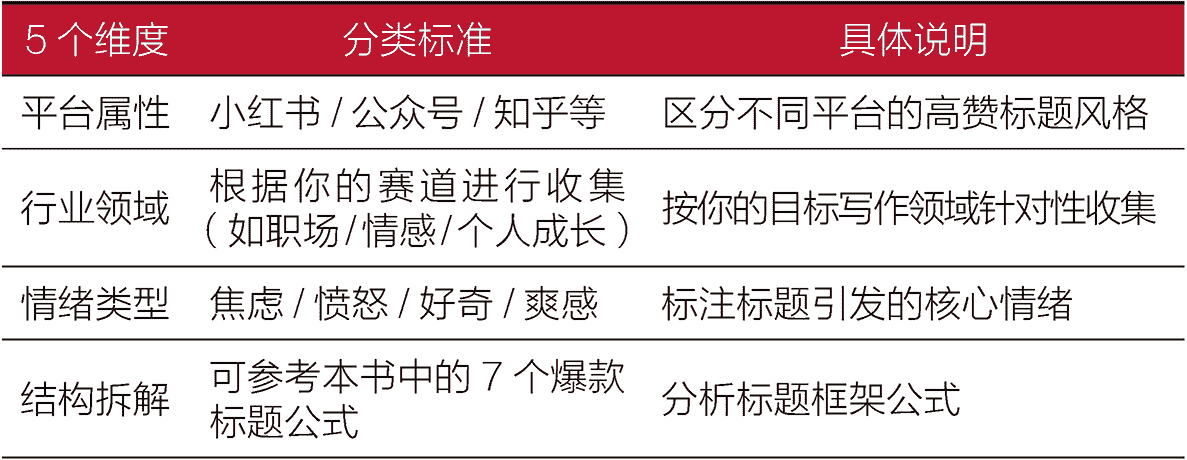 5个维度 分类标准 具体说明
平台属性 小红书/公众号/知乎等 区分不同平台的高赞标题风格
行业领域 根据你的赛道进行收集 按你的目标写作领域针对性收集
（如职场/情感/个人成长）
情绪类型 焦虑/愤怒/好奇/爽感 标注标题引发的核心情绪
结构拆解 可参考本书中的7个爆款 分析标题框架公式
标题公式